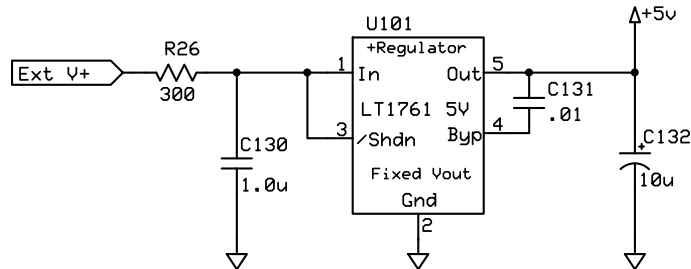 U101
+5v
+Regulator
R26
1
5
Ext V+
In
Out
300
C131
LT1761 5V
.01
3
4
/Shdn
Byp
C130
C132
+
1.0u
Fixed Vout
10u
Gnd
2